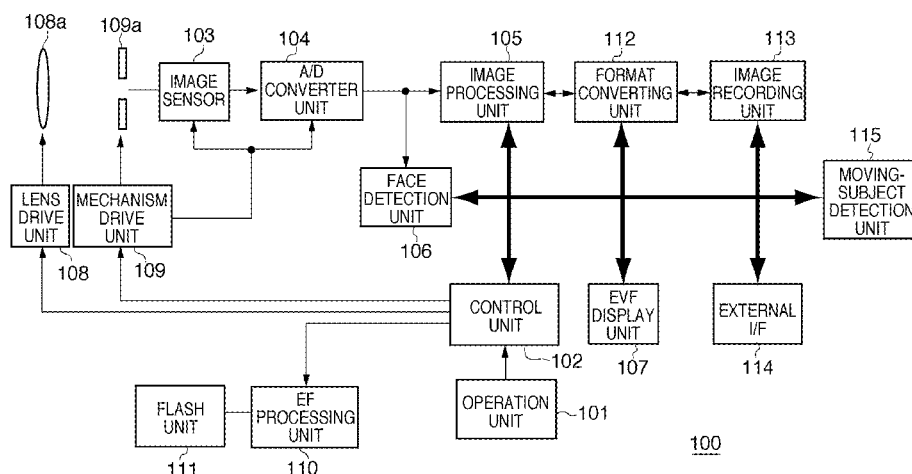 108a
109a
103
104
105
112
113
IMAGE
SENSOR
A/D
CONVERTER
UNIT
IMAGE
PROCESSING
UNIT
FORMAT
CONVERTING
UNIT
IMAGE
RECORDING
UNIT
115
LENS
DRIVE
UNIT
108
MECHANISM
DRIVE
UNIT
109
FACE
DETECTION
UNIT
106
MOVING-
SUBJECT
DETECTION
UNIT
CONTROL
UNIT
102
EVF
DISPLAY
UNIT
107
EXTERNAL
I/F
114
FLASH
UNIT
111
EF
PROCESSING
UNIT
110
OPERATION
UNIT
101
100